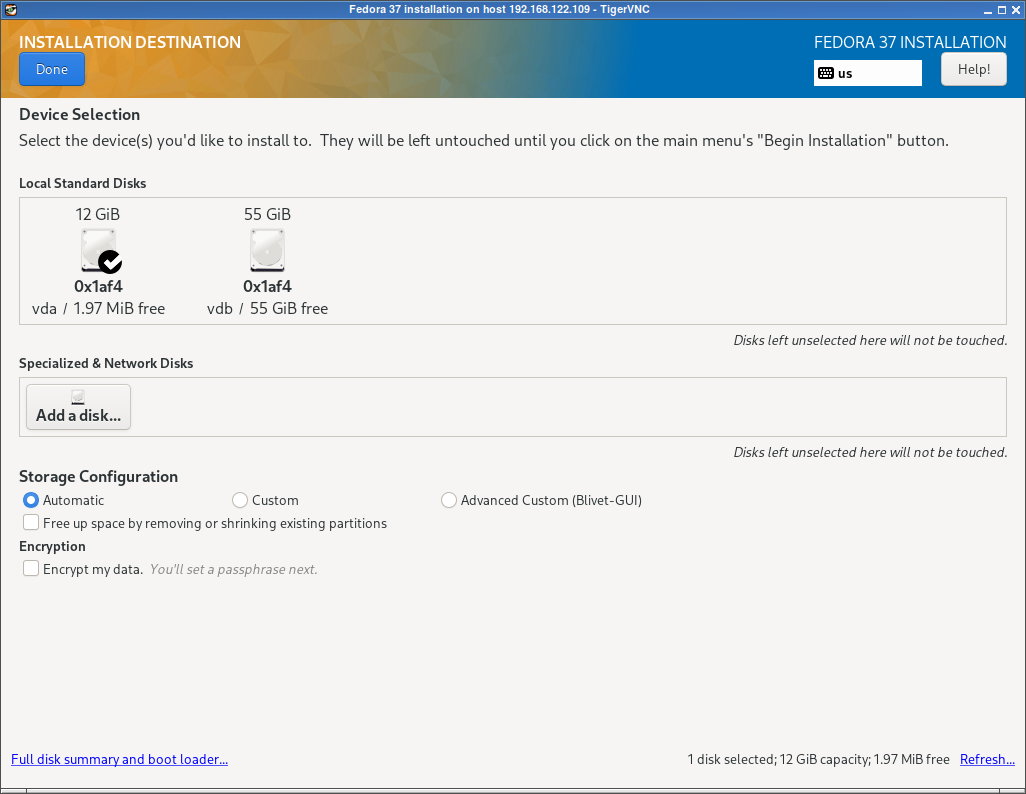 Fedora 37 installation on host 192.168.122.109 - TigerVNC
INSTALLATION DESTINATION
FEDORA 37 INSTALLATION
Done
us
Help!
Device Selection
Select the device(s) you'd like to install to.  They will be left untouched until you click on the main menu's "Begin Installation" button.
Local Standard Disks
12 GiB
0x1af4
vda / 1.97 MiB free
55 GiB
0x1af4
vdb / 55 GiB free
Disks left unselected here will not be touched.
Specialized & Network Disks
Add a disk...
Disks left unselected here will not be touched.
Storage Configuration
Automatic Custom Advanced Custom (Blivet-GUI)
Free up space by removing or shrinking existing partitions
Encryption
Encrypt my data. You'll set a passphrase next.
Full disk summary and boot loader... 1 disk selected; 12 GiB capacity; 1.97 MiB free Refresh...